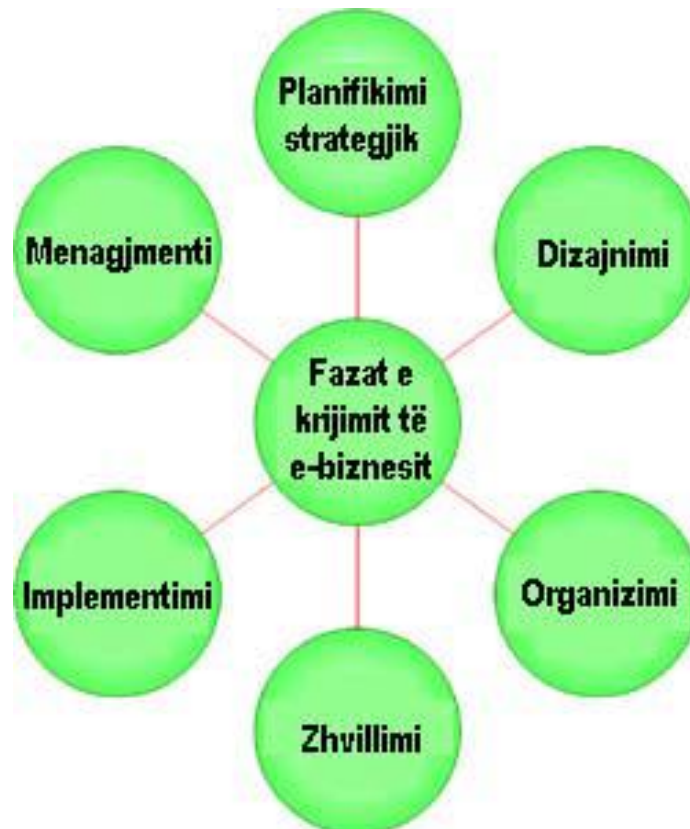 Planifikimi
strategjik
Menagjmenti
Dizajnimi
Fazat e
krijimit të
e-biznesit
Implementimi
Organizimi
Zhvillimi